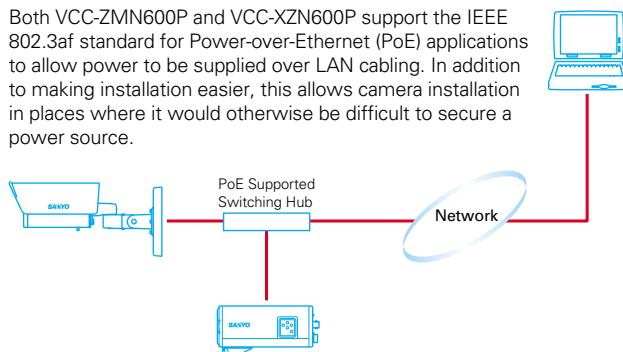 Both VCC-ZMN600P and VCC-XZN600P support the IEEE
802.3af standard for Power-over-Ethernet (PoE) applications
to allow power to be supplied over LAN cabling. In addition
to making installation easier, this allows camera installation
in places where it would otherwise be difficult to secure a
power source.
PoE Supported
Switching Hub
SANYO
Network
SANYO